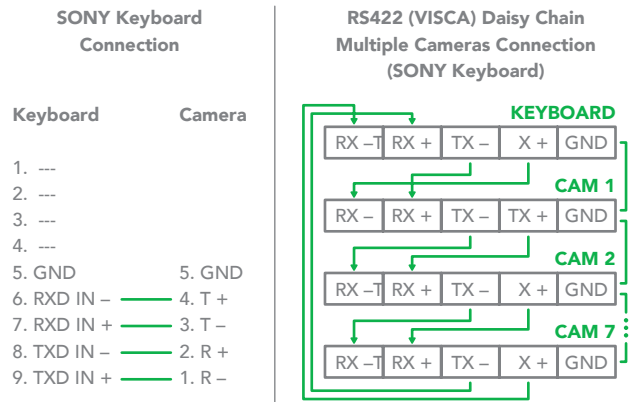 SONY Keyboard
Connection
Keyboard Camera
1. ---
2. ---
3. ---
4. ---
5. GND 5. GND
6. RXD IN – 4. T +
7. RXD IN + 3. T –
8. TXD IN – 2. R +
9. TXD IN + 1. R –
RS422 (VISCA) Daisy Chain
Multiple Cameras Connection
(SONY Keyboard)
KEYBOARD
RX –T RX + TX – X + GND
CAM 1
RX - RX + TX – TX + GND
CAM 2
RX –T RX + TX – X + GND
CAM 7
RX –T RX + TX – X + GND